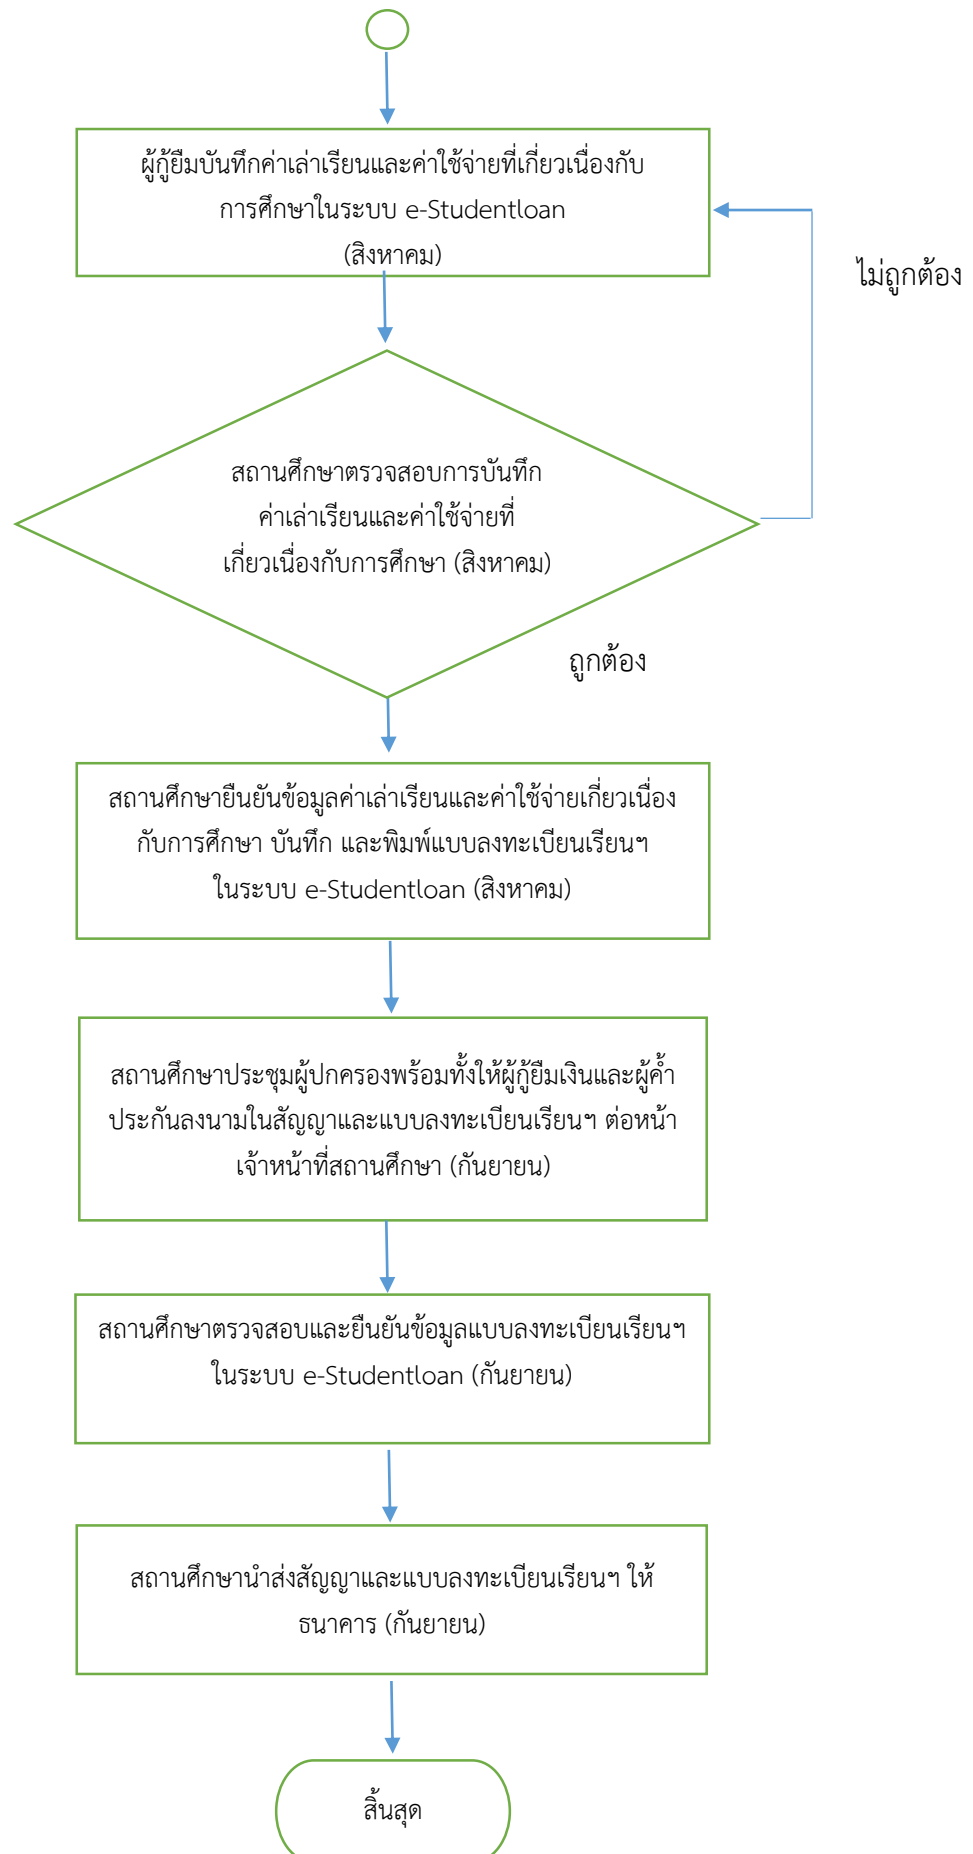 ผู้กู้ยืมบันทึกค่าเล่าเรียนและค่าใช้จ่ายที่เกี่ยวเนื่องกับ
การศึกษาในระบบ e-Studentloan
(สิงหาคม)
ไม่ถูกต้อง
สถานศึกษาตรวจสอบการบันทึก
ค่าเล่าเรียนและค่าใช้จ่ายที่
เกี่ยวเนื่องกับการศึกษา (สิงหาคม)
ถูกต้อง
สถานศึกษายืนยันข้อมูลค่าเล่าเรียนและค่าใช้จ่ายเกี่ยวเนื่อง
กับการศึกษา บันทึก และพิมพ์แบบลงทะเบียนเรียนฯ
ในระบบ e-Studentloan (สิงหาคม)
สถานศึกษาประชุมผู้ปกครองพร้อมทั้งให้ผู้กู้ยืมเงินและผู้ค้ำ
ประกันลงนามในสัญญาและแบบลงทะเบียนเรียนฯ ต่อหน้า
เจ้าหน้าที่สถานศึกษา (กันยายน)
สถานศึกษาตรวจสอบและยืนยันข้อมูลแบบลงทะเบียนเรียนฯ
ในระบบ e-Studentloan (กันยายน)
สถานศึกษานำส่งสัญญาและแบบลงทะเบียนเรียนฯ ให้
ธนาคาร (กันยายน)
สิ้นสุด